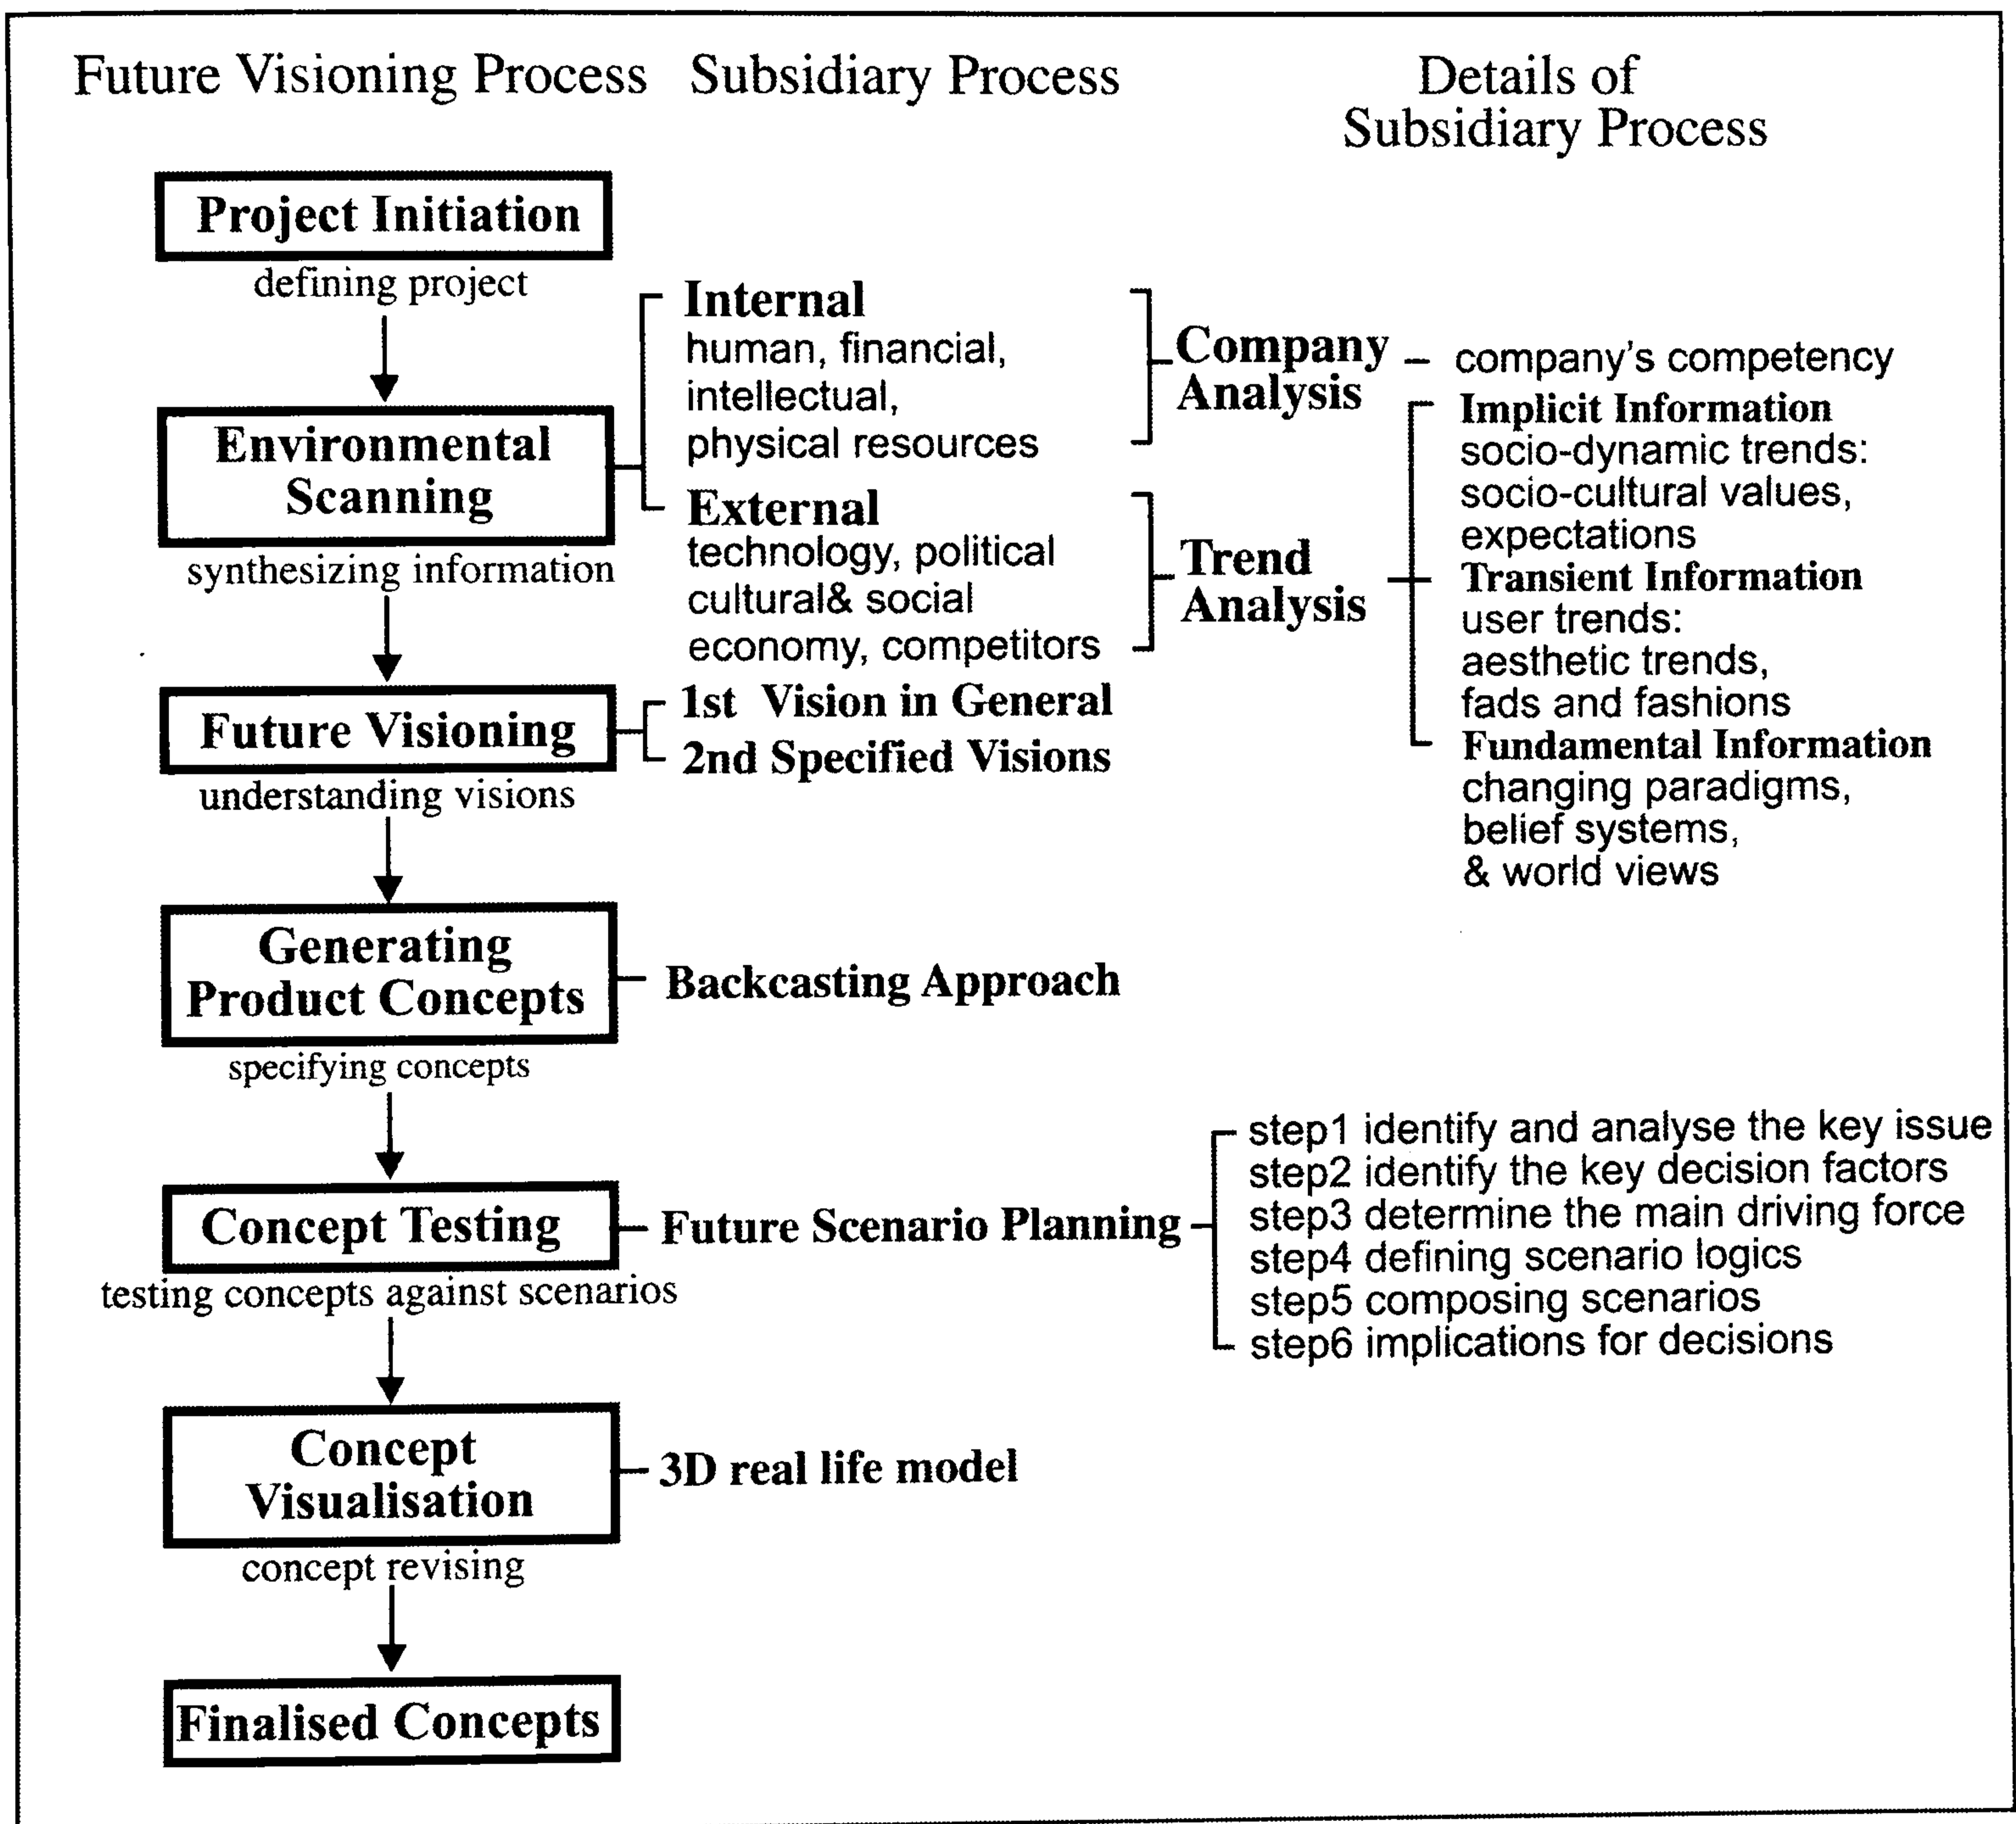 Future Visioning Process
Subsidiary Process
Details of
Subsidiary Process
Project Initiation
defining project
Environmental
Scanning
synthesizing information
Internal
human, financial,
intellectual,
physical resources
External
technology, political
cultural& social
economy, competitors
Company
Analysis
company's competency
Trend
Analysis
Implicit Information
socio-dynamic trends:
socio-cultural values,
expectations
Transient Information
user trends:
aesthetic trends,
fads and fashions
Fundamental Information
changing paradigms,
belief systems,
& world views
Future Visioning
understanding visions
1st Vision in General
2nd Specified Visions
Generating
Product Concepts
specifying concepts
Backcasting Approach
Concept Testing
testing concepts against scenarios
Future Scenario Planning
step1 identify and analyse the key issue
step2 identify the key decision factors
step3 determine the main driving force
step4 defining scenario logics
step5 composing scenarios
step6 implications for decisions
Concept
Visualisation
concept revising
3D real life model
Finalised Concepts